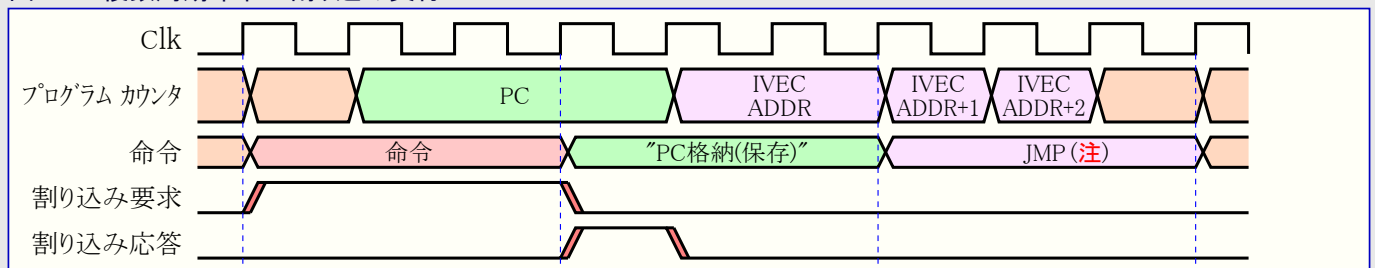 Clk
プログラム カウンタ
PC
IVEC
ADDR
IVEC
ADDR+1
IVEC
ADDR+2
命令
命令
"PC格納(保存)"
JMP (注)
割り込み要求
割り込み応答